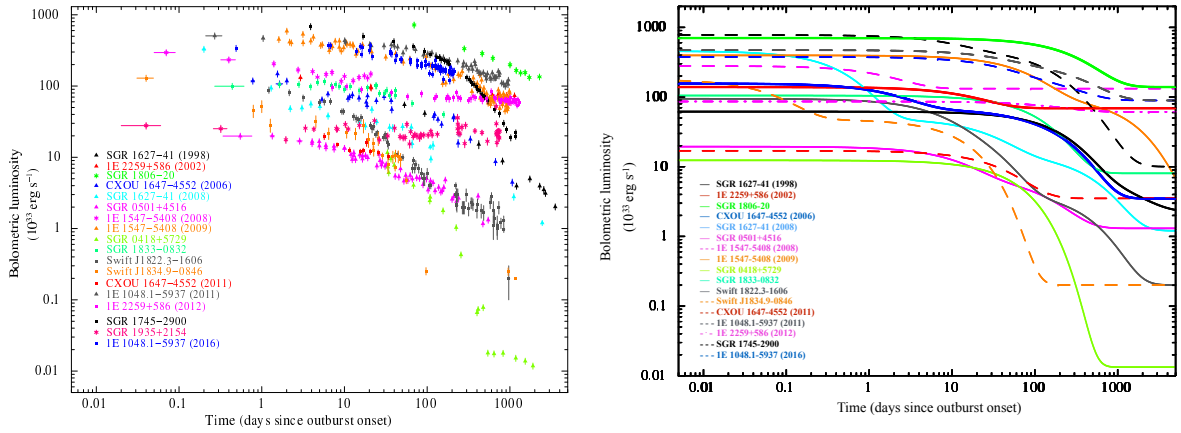 1000
100
10
1
0.1
0.01
Bolometric luminosity
(10³³ erg s⁻¹)
SGR 1627−41 (1998)
1E 2259+586 (2002)
SGR 1806−20
CXOU 1647−4552 (2006)
SGR 1627−41 (2008)
SGR 0501+4516
1E 1547−5408 (2008)
1E 1547−5408 (2009)
SGR 0418+5729
SGR 1833−0832
Swift J1822.3−1606
Swift J1834.9−0846
CXOU 1647−4552 (2011)
1E 1048.1−5937 (2011)
1E 2259+586 (2012)
SGR 1745−2900
SGR 1935+2154
1E 1048.1−5937 (2016)
0.01 0.1 1 10 100 1000
Time (days since outburst onset)
1000
100
10
1
0.1
0.01
Bolometric luminosity
(10³³ erg s⁻¹)
SGR 1627-41 (1998)
1E 2259+586 (2002)
SGR 1806-20
CXOU 1647-4552 (2006)
SGR 1627-41 (2008)
SGR 0501+4516
1E 1547-5408 (2008)
1E 1547-5408 (2009)
SGR 0418+5729
SGR 1833-0832
Swift 1822.3-1606
Swift J1834.9-0846
CXOU 1647-4552 (2011)
1E 1048.1-5937 (2011)
1E 2259+586 (2012)
SGR 1745-2900
1E 1048.1-5937 (2016)
0.01 0.1 1 10 100 1000
Time (days since outburst onset)